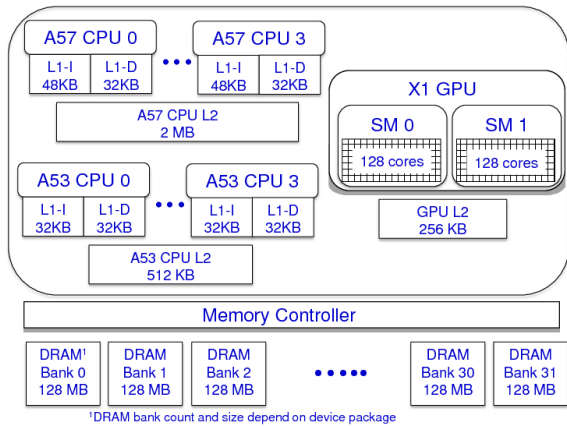 A57 CPU 0
A57 CPU 3
L1-I
48KB
L1-D
32KB
L1-I
48KB
L1-D
32KB
A57 CPU L2
2 MB
A53 CPU 0
A53 CPU 3
L1-I
32KB
L1-D
32KB
L1-I
32KB
L1-D
32KB
A53 CPU L2
512 KB
X1 GPU
SM 0
128 cores
SM 1
128 cores
GPU L2
256 KB
Memory Controller
DRAM¹
Bank 0
128 MB
DRAM
Bank 1
128 MB
DRAM
Bank 2
128 MB
DRAM
Bank 30
128 MB
DRAM
Bank 31
128 MB
¹DRAM bank count and size depend on device package